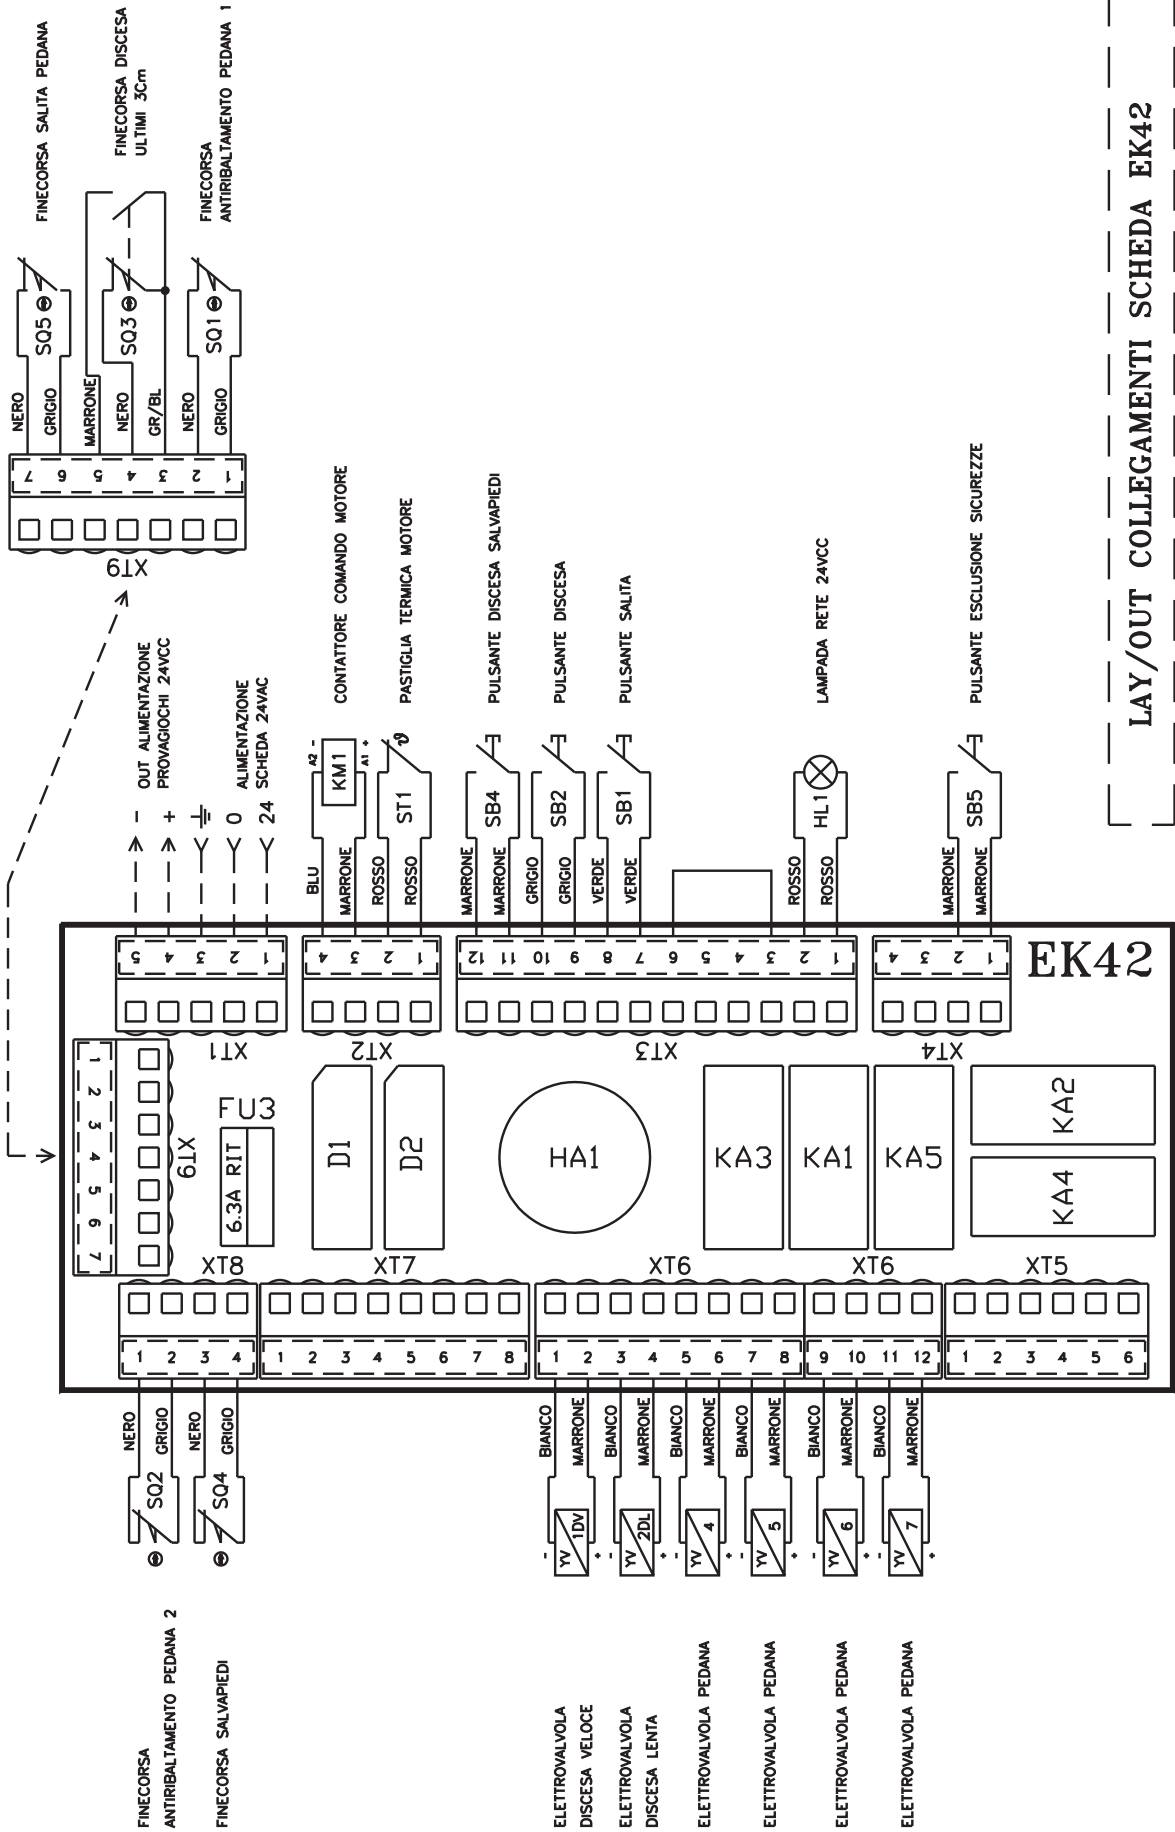 FINECORSA SALITA PEDANA
FINECORSA DISCESA
ULTIMI 3Cm
FINECORSA
ANTIRIBALTAMENTO PEDANA 1
SQ5
SQ3
SQ1
NERO
GRIGIO
MARRONE
NERO
GR/BL
NERO
GRIGIO
7
6
5
4
3
2
1
XT9
OUT ALIMENTAZIONE
PROVAGIOCHI 24VCC
ALIMENTAZIONE
SCHEDA 24VAC
-
+
0
24
CONTATTORE COMANDO MOTORE
PASTIGLIA TERMICA MOTORE
A2 -
KM1
A1 +
ST1
ϑ
BLU
MARRONE
ROSSO
ROSSO
PULSANTE DISCESA SALVAPIEDI
PULSANTE DISCESA
PULSANTE SALITA
SB4
SB2
SB1
MARRONE
MARRONE
GRIGIO
GRIGIO
VERDE
VERDE
LAMPADA RETE 24VCC
HL1
ROSSO
ROSSO
PULSANTE ESCLUSIONE SICUREZZE
SB5
MARRONE
MARRONE
5
4
3
2
1
XT1
4
3
2
1
XT2
12
11
10
9
8
7
6
5
4
3
2
1
XT3
4
3
2
1
XT4
EK42
1
2
3
4
5
6
7
XT9
FU3
6.3A RIT
D1
D2
HA1
KA3
KA1
KA5
KA2
KA4
XT8
XT7
XT6
XT6
XT5
1
2
3
4
1
2
3
4
5
6
7
8
1
2
3
4
5
6
7
8
9
10
11
12
1
2
3
4
5
6
NERO
GRIGIO
NERO
GRIGIO
SQ2
SQ4
BIANCO
MARRONE
BIANCO
MARRONE
BIANCO
MARRONE
BIANCO
MARRONE
BIANCO
MARRONE
BIANCO
MARRONE
- YV 1DV +
- YV 2DL +
- YV 4 +
- YV 5 +
- YV 6 +
- YV 7 +
FINECORSA
ANTIRIBALTAMENTO PEDANA 2
FINECORSA SALVAPIEDI
ELETTROVALVOLA
DISCESA VELOCE
ELETTROVALVOLA
DISCESA LENTA
ELETTROVALVOLA PEDANA
ELETTROVALVOLA PEDANA
ELETTROVALVOLA PEDANA
ELETTROVALVOLA PEDANA
LAY/OUT COLLEGAMENTI SCHEDA EK42